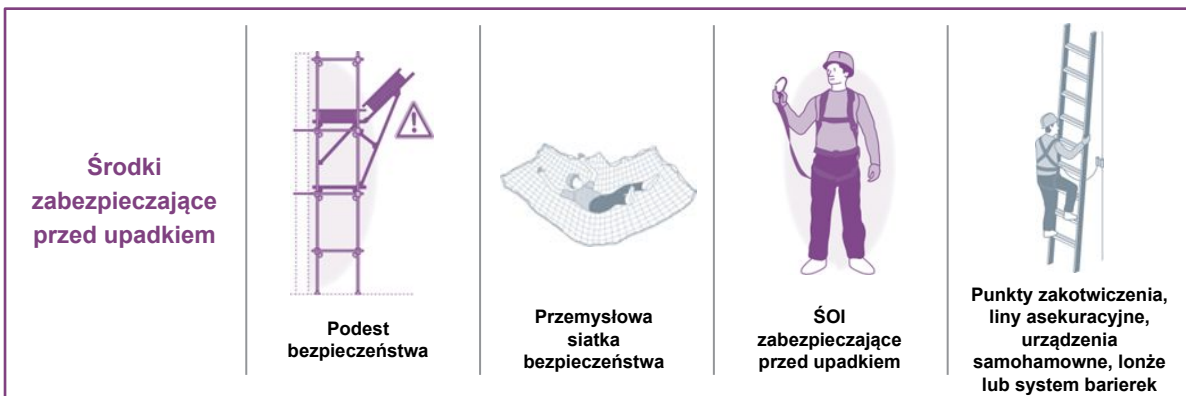 Środki
zabezpieczające
przed upadkiem
Podest
bezpieczeństwa
Przemysłowa
siatka
bezpieczeństwa
ŚOI
zabezpieczające
przed upadkiem
Punkty zakotwiczenia,
liny asekuracyjne,
urządzenia
samohamowne, lonże
lub system barierek